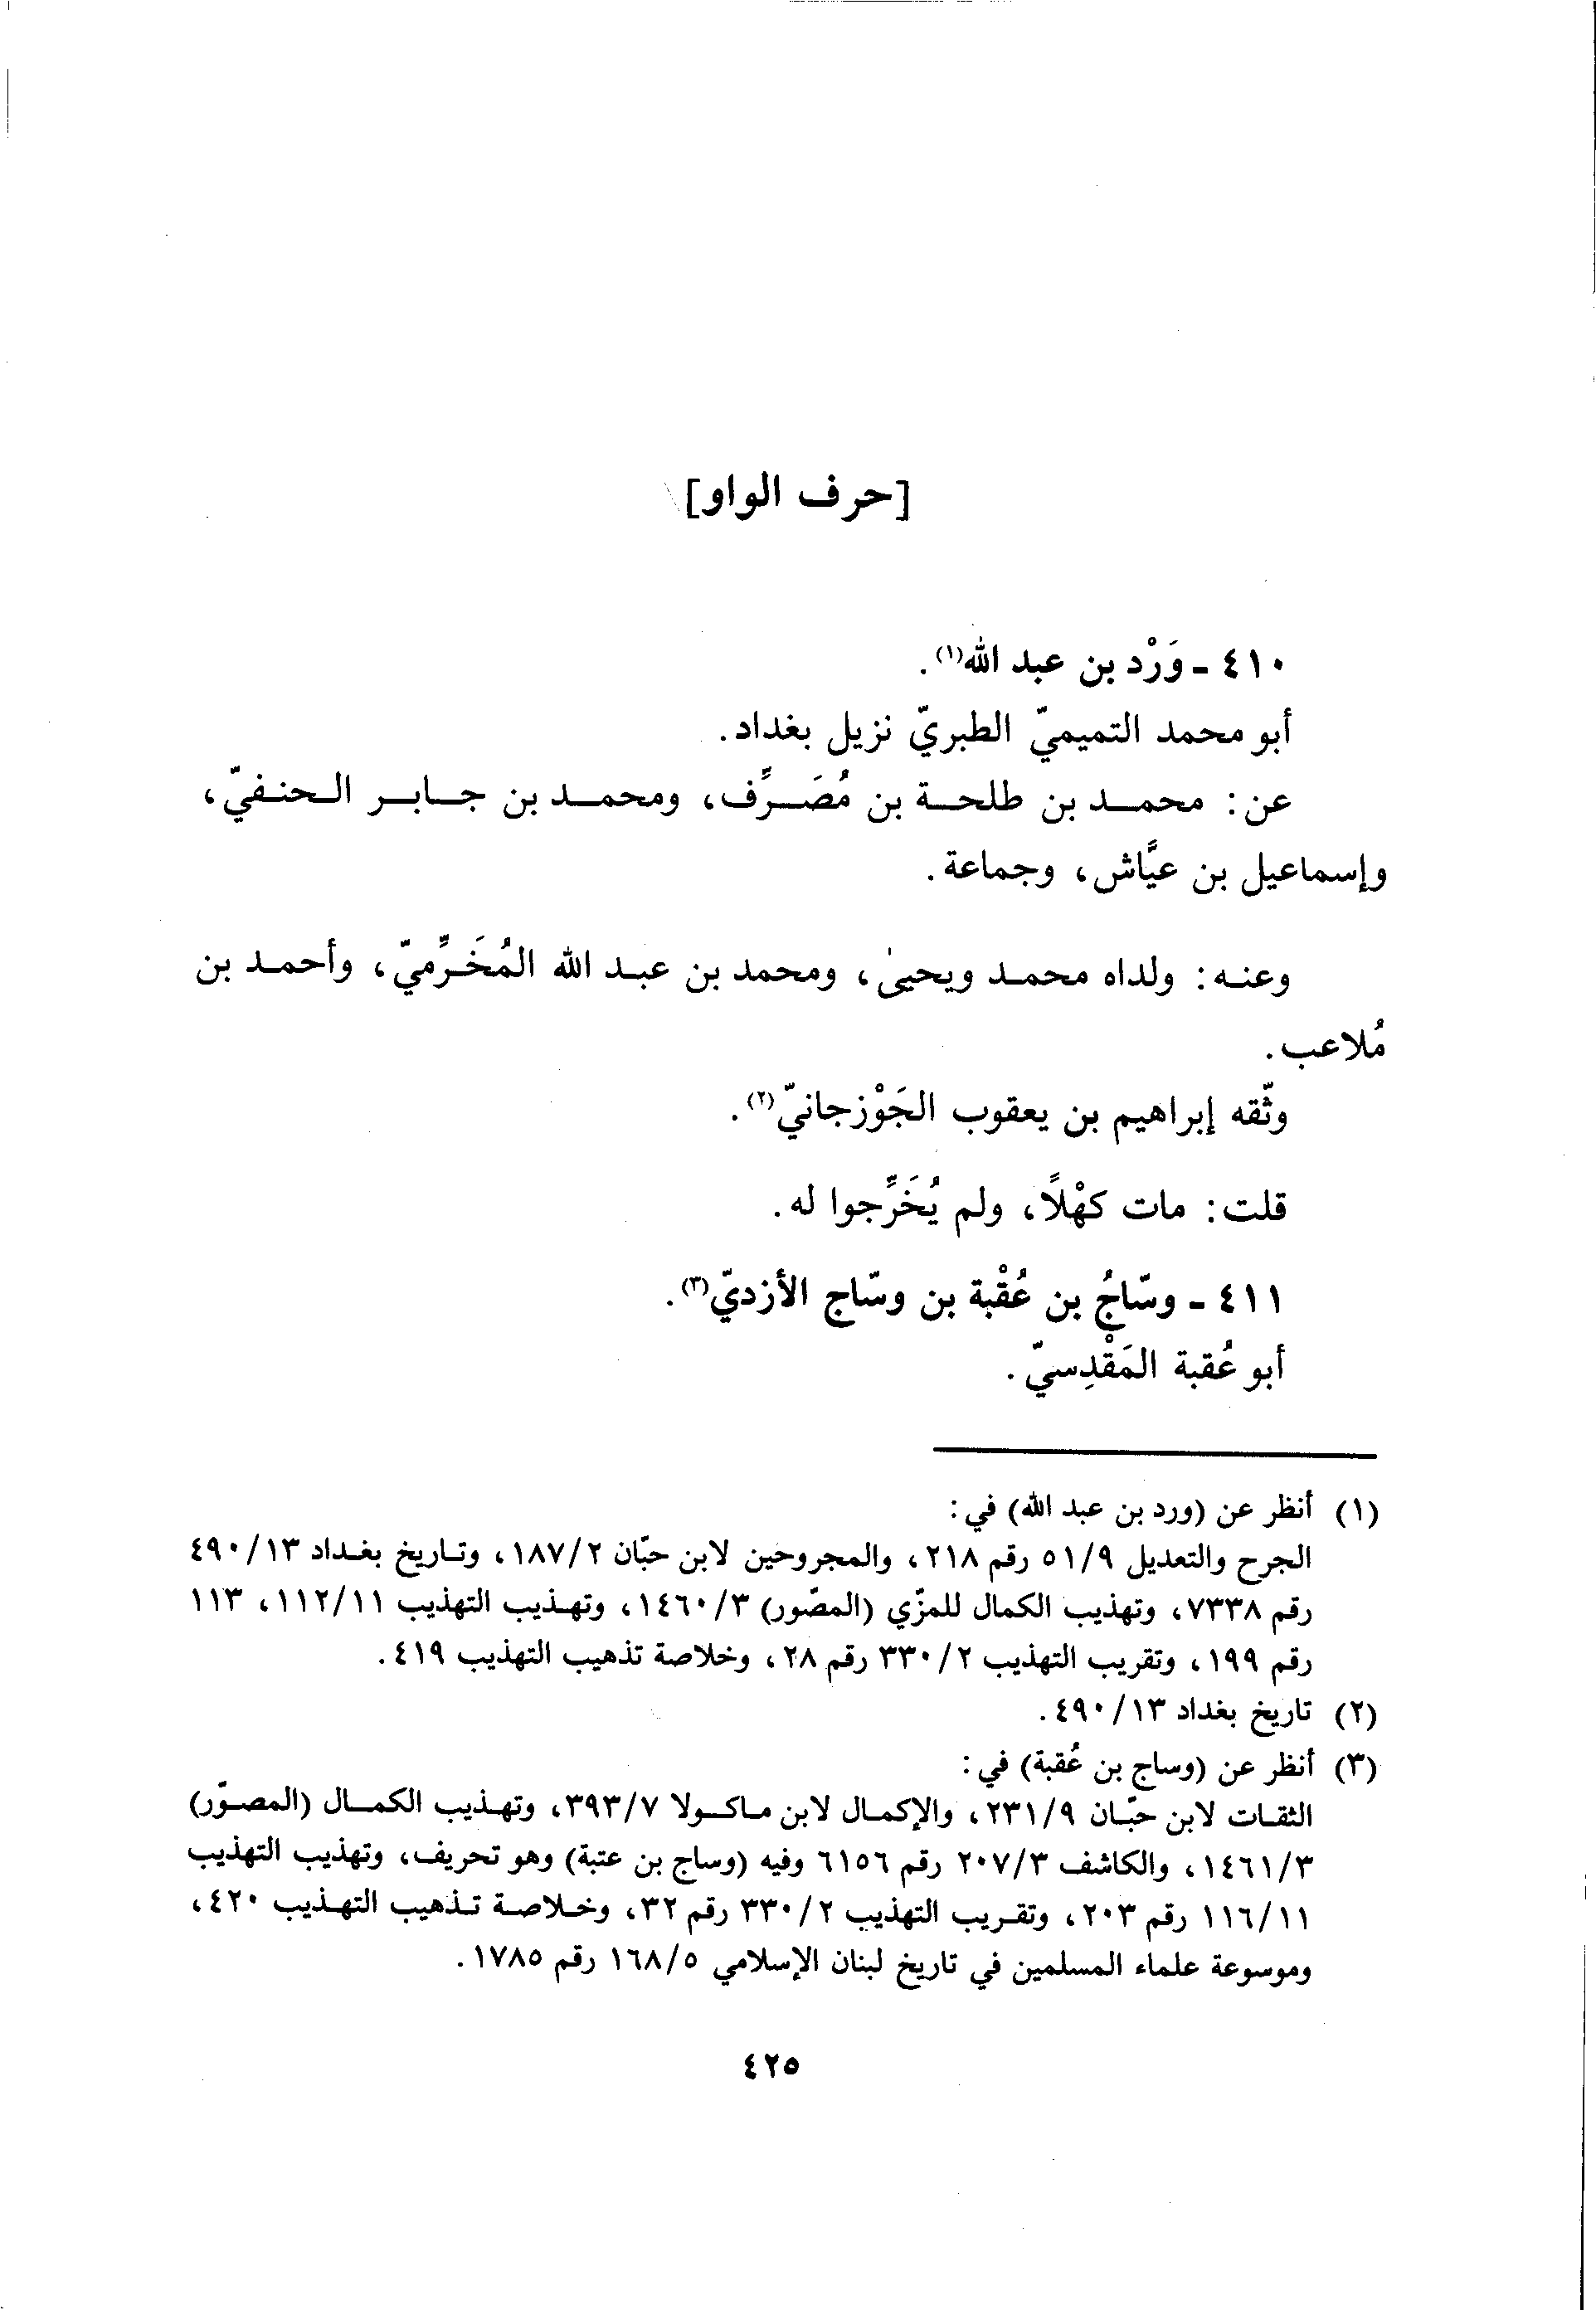 [حرف الواو]
٤١٠ - وَرْد بن عبد الله(١).
أبو محمد التميميّ الطبريّ نزيل بغداد.
عن: محمد بن طلحة بن مُصَرِّف، ومحمد بن جابر الحنفيّ،
وإسماعيل بن عيَّاش، وجماعة.
وعنه: ولداه محمد ويحيىٰ، ومحمد بن عبد الله المُخَرِّميّ، وأحمد بن
مُلاعب.
وثّقه إبراهيم بن يعقوب الجَوْزجانيّ(٢).
قلت: مات كهْلاً، ولم يُخَرِّجوا له.
٤١١ - وسّاجُ بن عُقْبة بن وسّاج الأزديّ(٣).
أبو عُقبة المَقْدِسيّ.
(١) أنظر عن (ورد بن عبد الله) في:
الجرح والتعديل ٥١/٩ رقم ٢١٨، والمجروحين لابن حبّان ١٨٧/٢، وتاريخ بغداد ٤٩٠/١٣
رقم ٧٣٣٨، وتهذيب الكمال للمزّي (المصّور) ١٤٦٠/٣، وتهذيب التهذيب ١١٢/١١، ١١٣
رقم ١٩٩، وتقريب التهذيب ٣٣٠/٢ رقم ٢٨، وخلاصة تذهيب التهذيب ٤١٩.
(٢) تاريخ بغداد ٤٩٠/١٣.
(٣) أنظر عن (وساج بن عُقبة) في:
الثقات لابن حبّان ٢٣١/٩، والإكمال لابن ماكولا ٣٩٣/٧، وتهذيب الكمال (المصوّر)
١٤٦١/٣، والكاشف ٢٠٧/٣ رقم ٦١٥٦ وفيه (وساج بن عتبة) وهو تحريف، وتهذيب التهذيب
١١٦/١١ رقم ٢٠٣، وتقريب التهذيب ٣٣٠/٢ رقم ٣٢، وخلاصة تذهيب التهذيب ٤٢٠،
وموسوعة علماء المسلمين في تاريخ لبنان الإسلامي ١٦٨/٥ رقم ١٧٨٥.
٤٢٥